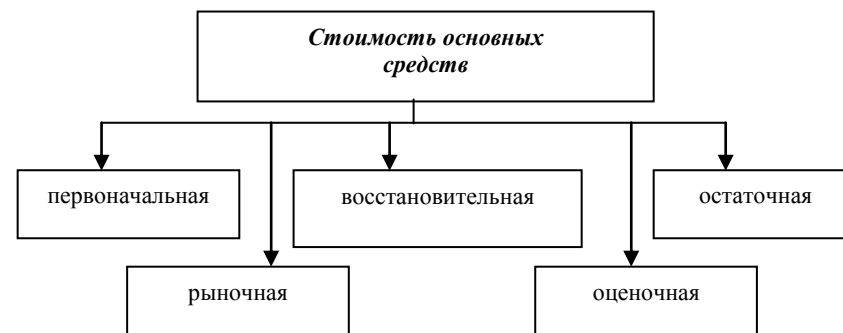 Стоимость основных
средств
первоначальная
восстановительная
остаточная
рыночная
оценочная